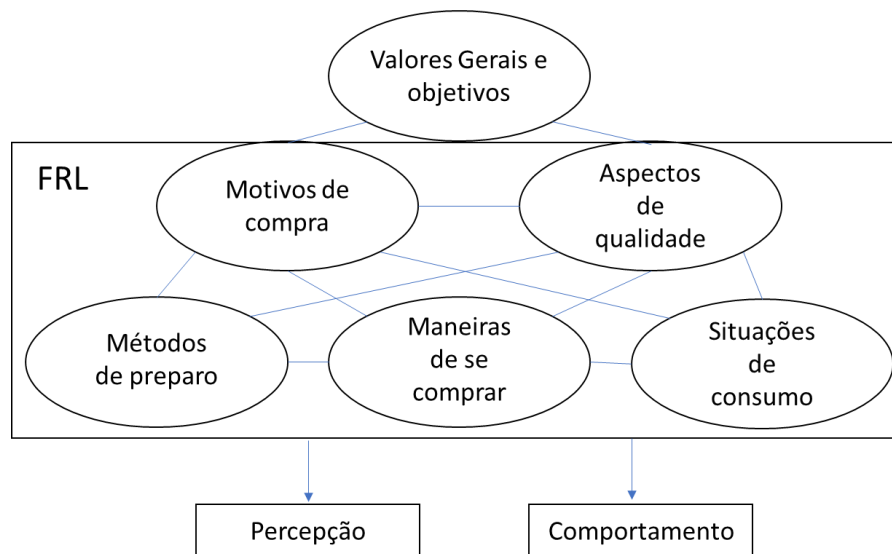 Valores Gerais e
objetivos
FRL
Motivos de
compra
Aspectos
de
qualidade
Métodos
de preparo
Maneiras
de se
comprar
Situações
de
consumo
Percepção
Comportamento